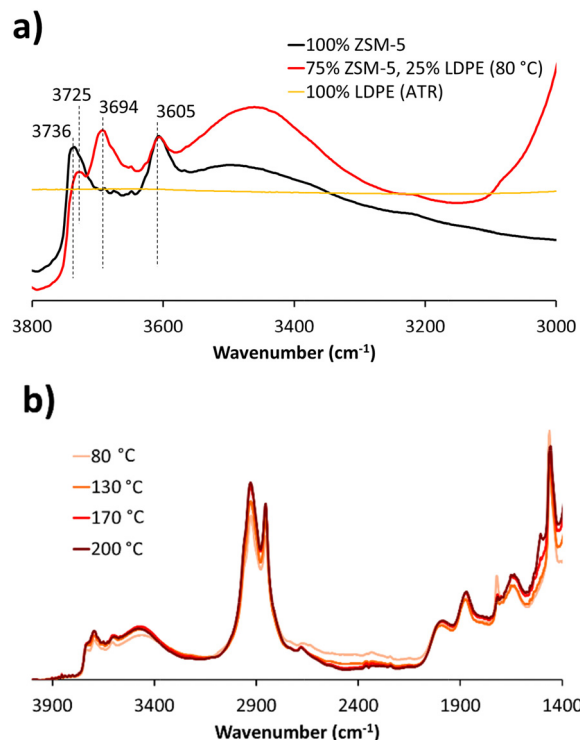 a)
100% ZSM-5
75% ZSM-5, 25% LDPE (80 °C)
100% LDPE (ATR)
3725
3736
3694
3605
3800
3600
3400
3200
3000
Wavenumber (cm⁻¹)
b)
80 °C
130 °C
170 °C
200 °C
3900
3400
2900
2400
1900
1400
Wavenumber (cm⁻¹)